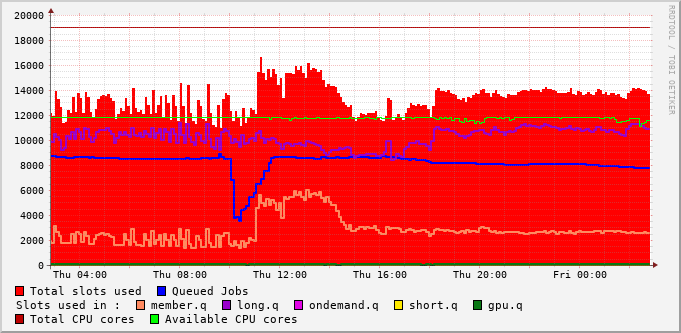 RRDTOOL / TOBI OETIKER
20000
18000
16000
14000
12000
10000
8000
6000
4000
2000
0
Thu 04:00 Thu 08:00 Thu 12:00 Thu 16:00 Thu 20:00 Fri 00:00
Total slots used Queued Jobs
Slots used in : member.q long.q ondemand.q short.q gpu.q
Total CPU cores Available CPU cores